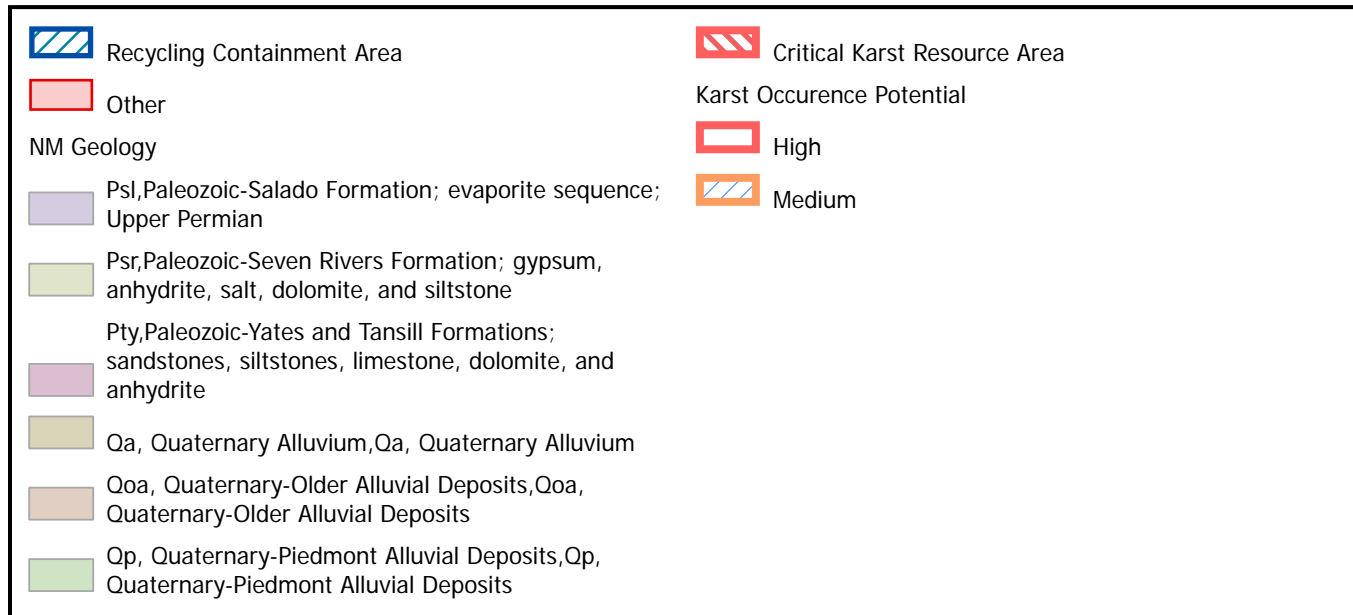 Recycling Containment Area
Other
NM Geology
Psl,Paleozoic-Salado Formation; evaporite sequence;
Upper Permian
Psr,Paleozoic-Seven Rivers Formation; gypsum,
anhydrite, salt, dolomite, and siltstone
Pty,Paleozoic-Yates and Tansill Formations;
sandstones, siltstones, limestone, dolomite, and
anhydrite
Qa, Quaternary Alluvium,Qa, Quaternary Alluvium
Qoa, Quaternary-Older Alluvial Deposits,Qoa,
Quaternary-Older Alluvial Deposits
Qp, Quaternary-Piedmont Alluvial Deposits,Qp,
Quaternary-Piedmont Alluvial Deposits
Critical Karst Resource Area
Karst Occurence Potential
High
Medium